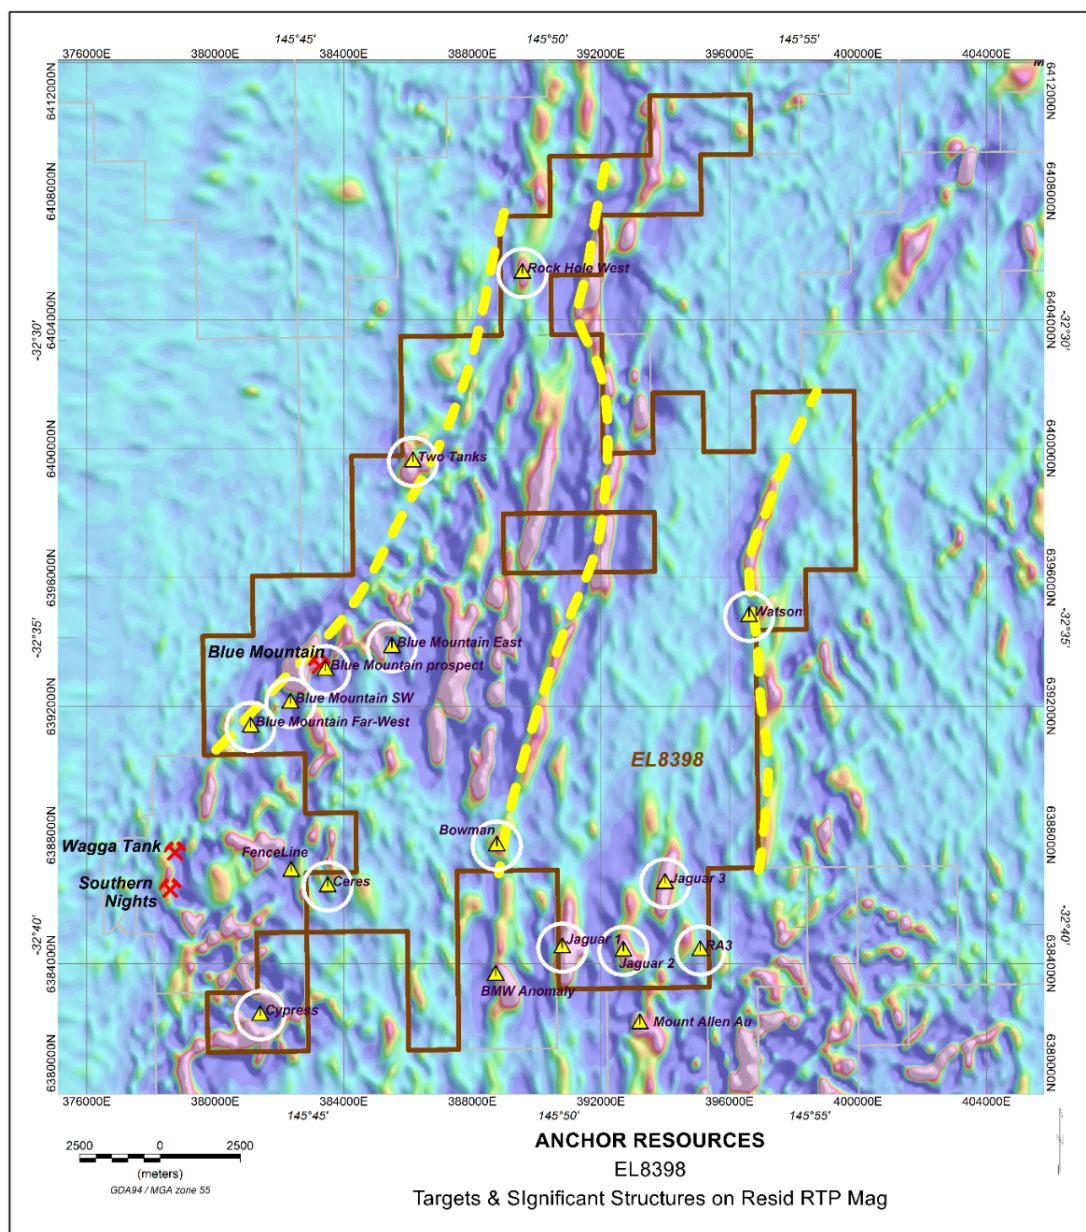 145°45'
145°50'
145°55'
376000E
380000E
384000E
388000E
392000E
396000E
400000E
404000E
6412000N
6412000N
M
6408000N
6408000N
Rock Hole West
6404000N
6404000N
-32°30'
-32°30'
6400000N
6400000N
Two Tanks
6396000N
6396000N
Watson
-32°35'
-32°35'
Blue Mountain East
Blue Mountain
Blue Mountain prospect
Blue Mountain SW
6392000N
6392000N
Blue Mountain Far-West
EL8398
6388000N
6388000N
Bowman
Wagga Tank
FenceLine
Southern
Nights
Ceres
Jaguar 3
-32°40'
-32°40'
Jaguar 1
RA3
Jaguar 2
6384000N
6384000N
BMW Anomaly
Cypress
Mount Allen Au
6380000N
6380000N
376000E
380000E
384000E
388000E
392000E
396000E
400000E
404000E
145°45'
145°50'
145°55'
2500
0
2500
(meters)
GDA94 / MGA zone 55
ANCHOR RESOURCES
EL8398
Targets & SIgnificant Structures on Resid RTP Mag